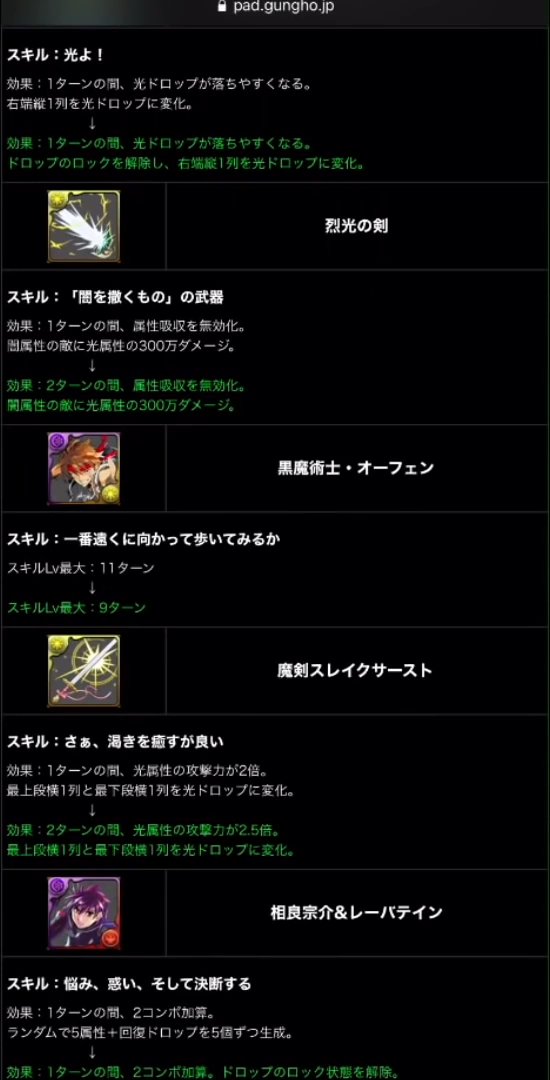 pad.gungho.jp
スキル：光よ！
効果：1ターンの間、光ドロップが落ちやすくなる。
右端縦1列を光ドロップに変化。
↓
効果：1ターンの間、光ドロップが落ちやすくなる。
ドロップのロックを解除し、右端縦1列を光ドロップに変化。
烈光の剣
スキル：「闇を撒くもの」の武器
効果：1ターンの間、属性吸収を無効化。
闇属性の敵に光属性の300万ダメージ。
↓
効果：2ターンの間、属性吸収を無効化。
闇属性の敵に光属性の300万ダメージ。
黒魔術士・オーフェン
スキル：一番遠くに向かって歩いてみるか
スキルLv最大：11ターン
↓
スキルLv最大：9ターン
魔剣スレイクサースト
スキル：さぁ、渇きを癒すが良い
効果：1ターンの間、光属性の攻撃力が2倍。
最上段横1列と最下段横1列を光ドロップに変化。
↓
効果：2ターンの間、光属性の攻撃力が2.5倍。
最上段横1列と最下段横1列を光ドロップに変化。
相良宗介&レーバテイン
スキル：悩み、惑い、そして決断する
効果：1ターンの間、2コンボ加算。
ランダムで5属性＋回復ドロップを5個ずつ生成。
↓
効果：1ターンの間、2コンボ加算。ドロップのロック状態を解除。